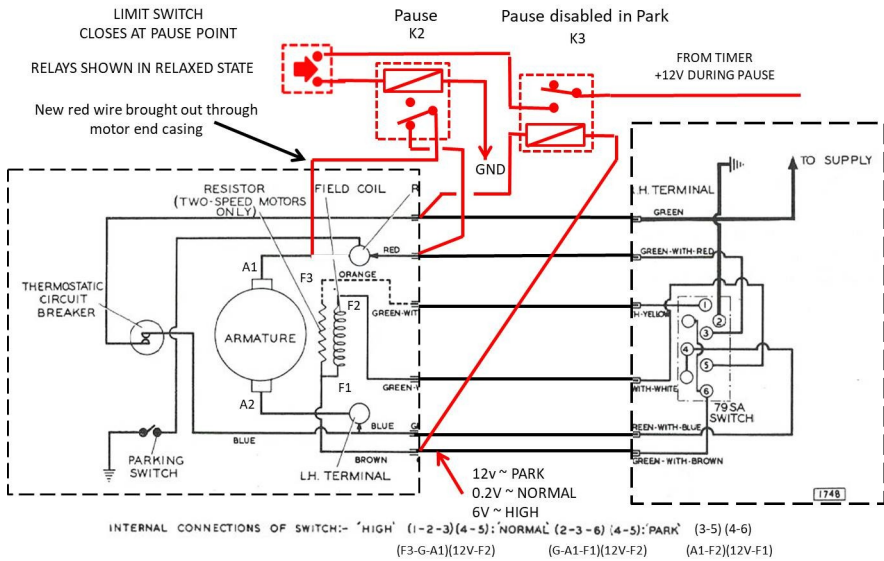 LIMIT SWITCH
CLOSES AT PAUSE POINT
RELAYS SHOWN IN RELAXED STATE
New red wire brought out through
motor end casing
Pause
K2
Pause disabled in Park
K3
FROM TIMER
+12V DURING PAUSE
GND
RESISTOR
(TWO-SPEED MOTORS
ONLY)
FIELD COIL
R
.H. TERMINAL
TO SUPPLY
GREEN
RED
GREEN-WITH-RED
ORANGE
A1
F3
F2
THERMOSTATIC
CIRCUIT
BREAKER
ARMATURE
GREEN-WIT
H-YELLOW
1
2
3
4
5
6
F1
A2
GREEN-
WITH-WHITE
79SA
SWITCH
BLUE
G
REEN-WITH-BLUE
BLUE
BROWN
GREEN-WITH-BROWN
PARKING
SWITCH
L.H. TERMINAL
12v ~ PARK
0.2V ~ NORMAL
6V ~ HIGH
1748
INTERNAL CONNECTIONS OF SWITCH:- 'HIGH' (1-2-3)(4-5): 'NORMAL' (2-3-6) (4-5): 'PARK' (3-5) (4-6)
(F3-G-A1)(12V-F2) (G-A1-F1)(12V-F2) (A1-F2)(12V-F1)